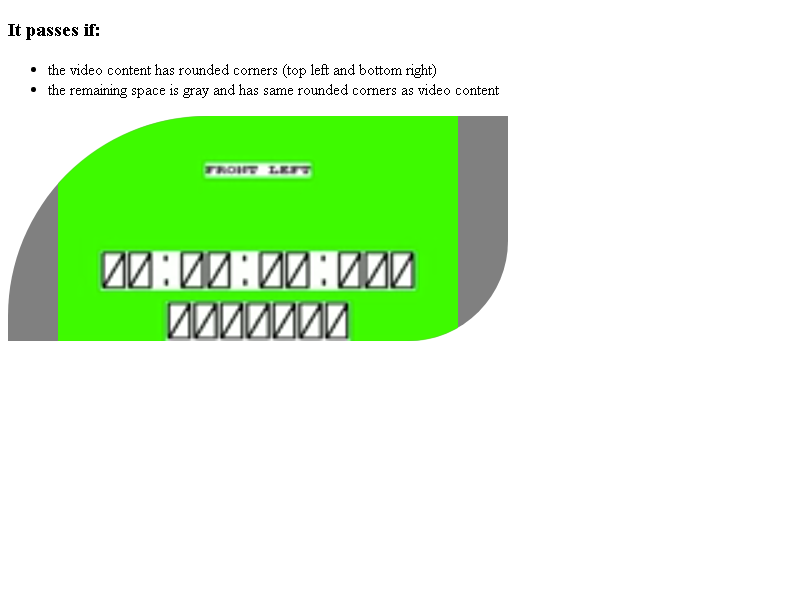 It passes if:
the video content has rounded corners (top left and bottom right)
the remaining space is gray and has same rounded corners as video content
FRONT LEFT
00:00:00:000
0000000